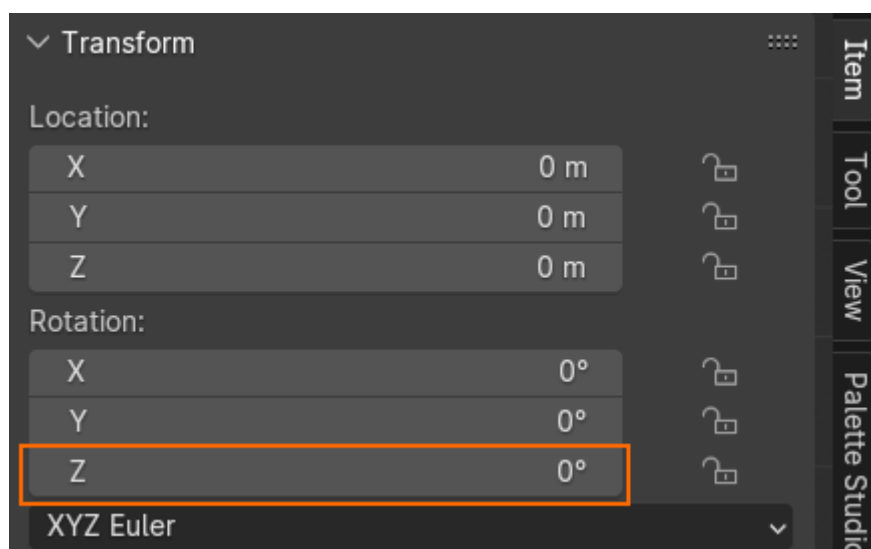 Transform
Location:
X 0 m
Y 0 m
Z 0 m
Rotation:
X 0°
Y 0°
Z 0°
XYZ Euler
Item
Tool
View
Palette Studio